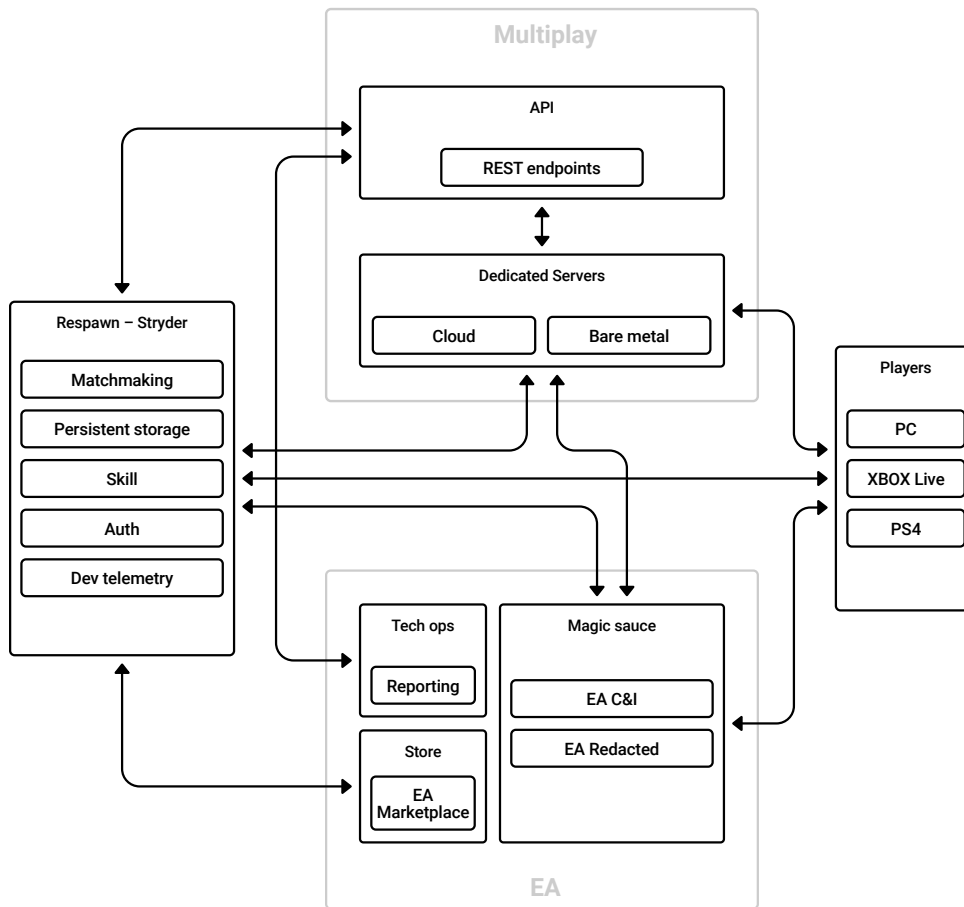 Multiplay
API
REST endpoints
Dedicated Servers
Cloud
Bare metal
Respawn – Stryder
Matchmaking
Persistent storage
Skill
Auth
Dev telemetry
Players
PC
XBOX Live
PS4
Tech ops
Reporting
Store
EA
Marketplace
Magic sauce
EA C&I
EA Redacted
EA